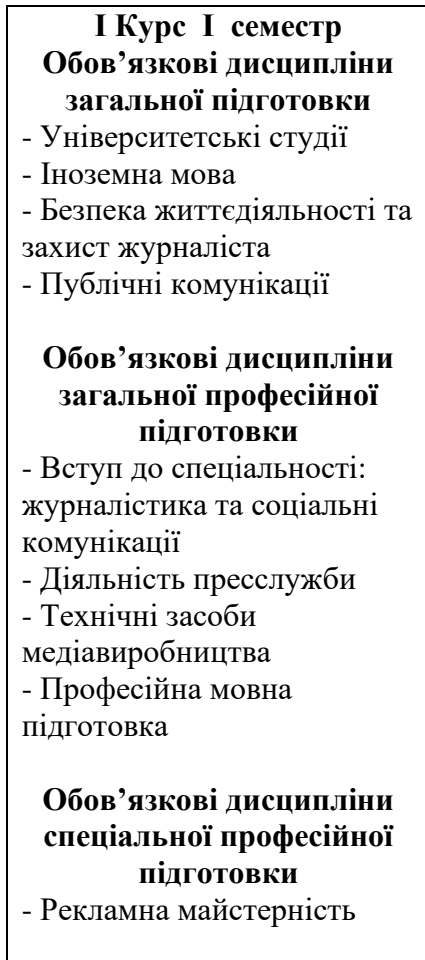 І Курс І семестр
Обов’язкові дисципліни
загальної підготовки
- Університетські студії
- Іноземна мова
- Безпека життєдіяльності та
захист журналіста
- Публічні комунікації
Обов’язкові дисципліни
загальної професійної
підготовки
- Вступ до спеціальності:
журналістика та соціальні
комунікації
- Діяльність пресслужби
- Технічні засоби
медіавиробництва
- Професійна мовна
підготовка
Обов’язкові дисципліни
спеціальної професійної
підготовки
- Рекламна майстерність